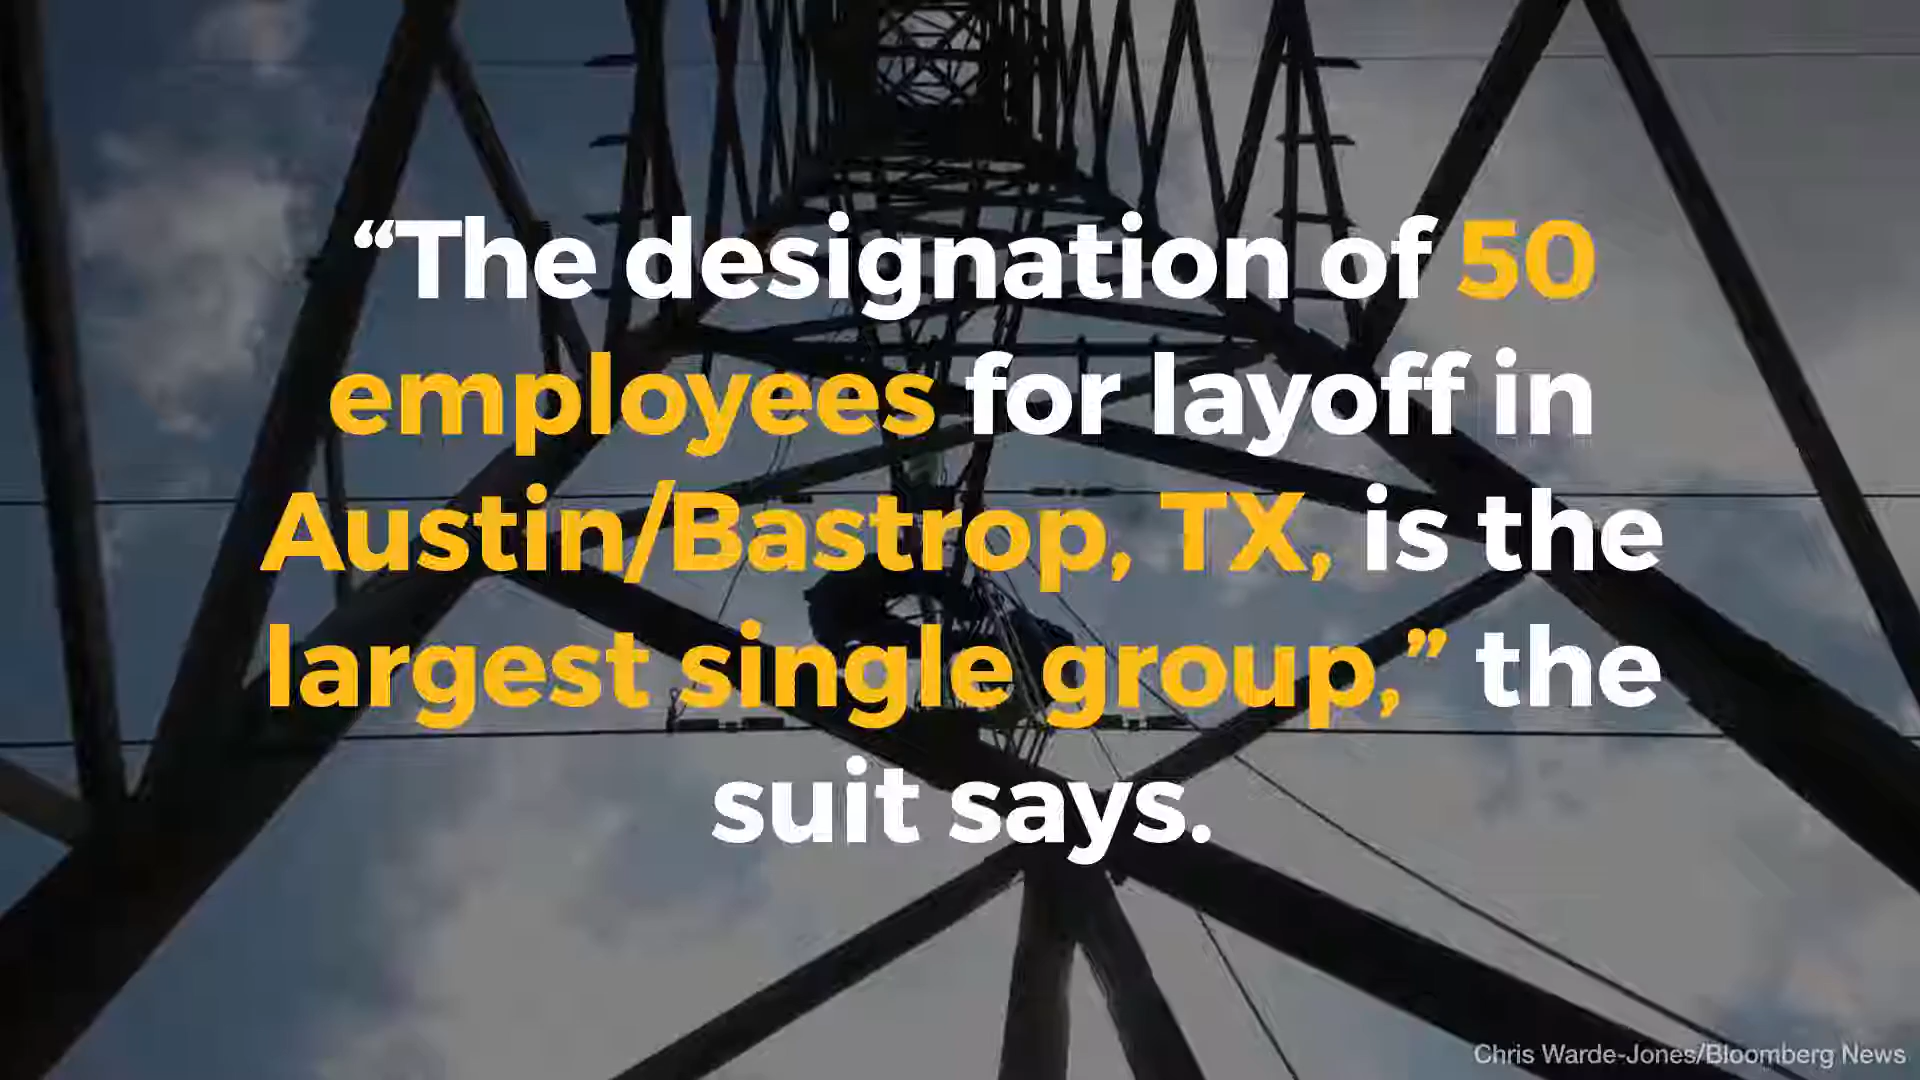 “The designation of 50
employees for layoff in
Austin/Bastrop, TX, is the
largest single group,” the
suit says.
Chris Warde-Jones/Bloomberg News